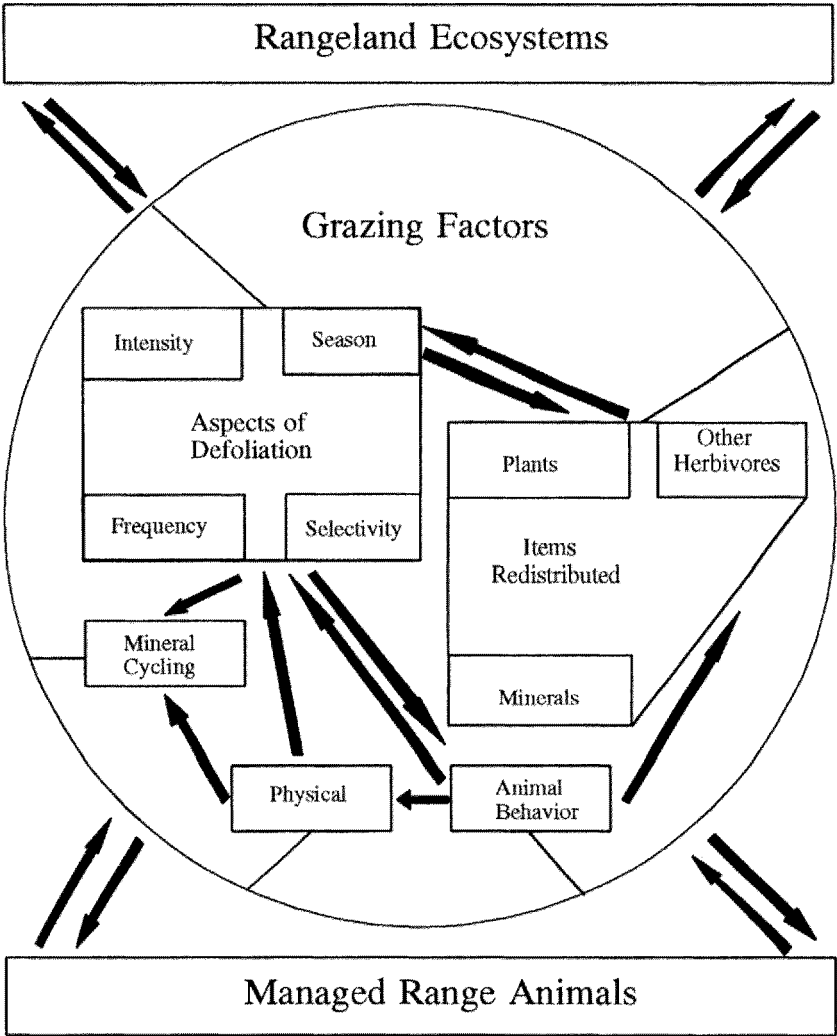 Rangeland Ecosystems
Grazing Factors
Intensity
Season
Aspects of
Defoliation
Frequency
Selectivity
Plants
Other
Herbivores
Items
Redistributed
Minerals
Mineral
Cycling
Physical
Animal
Behavior
Managed Range Animals